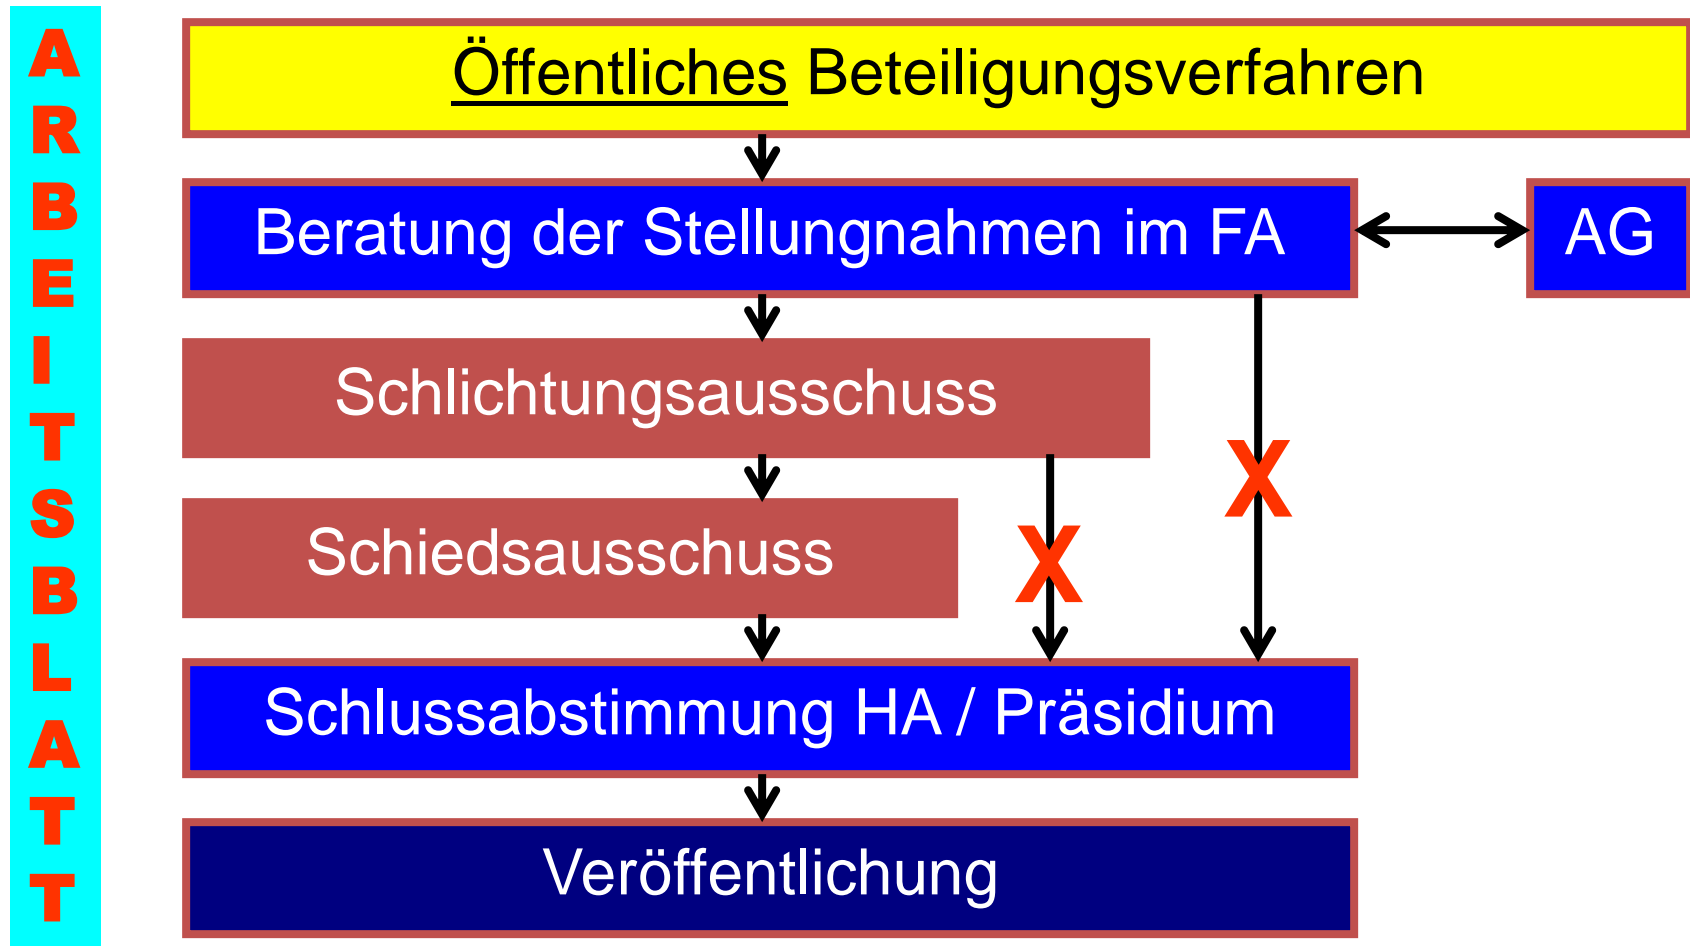 ARBEITSBLATT
Öffentliches Beteiligungsverfahren
Beratung der Stellungnahmen im FA
AG
Schlichtungsausschuss
X
Schiedsausschuss
X
Schlussabstimmung HA / Präsidium
Veröffentlichung